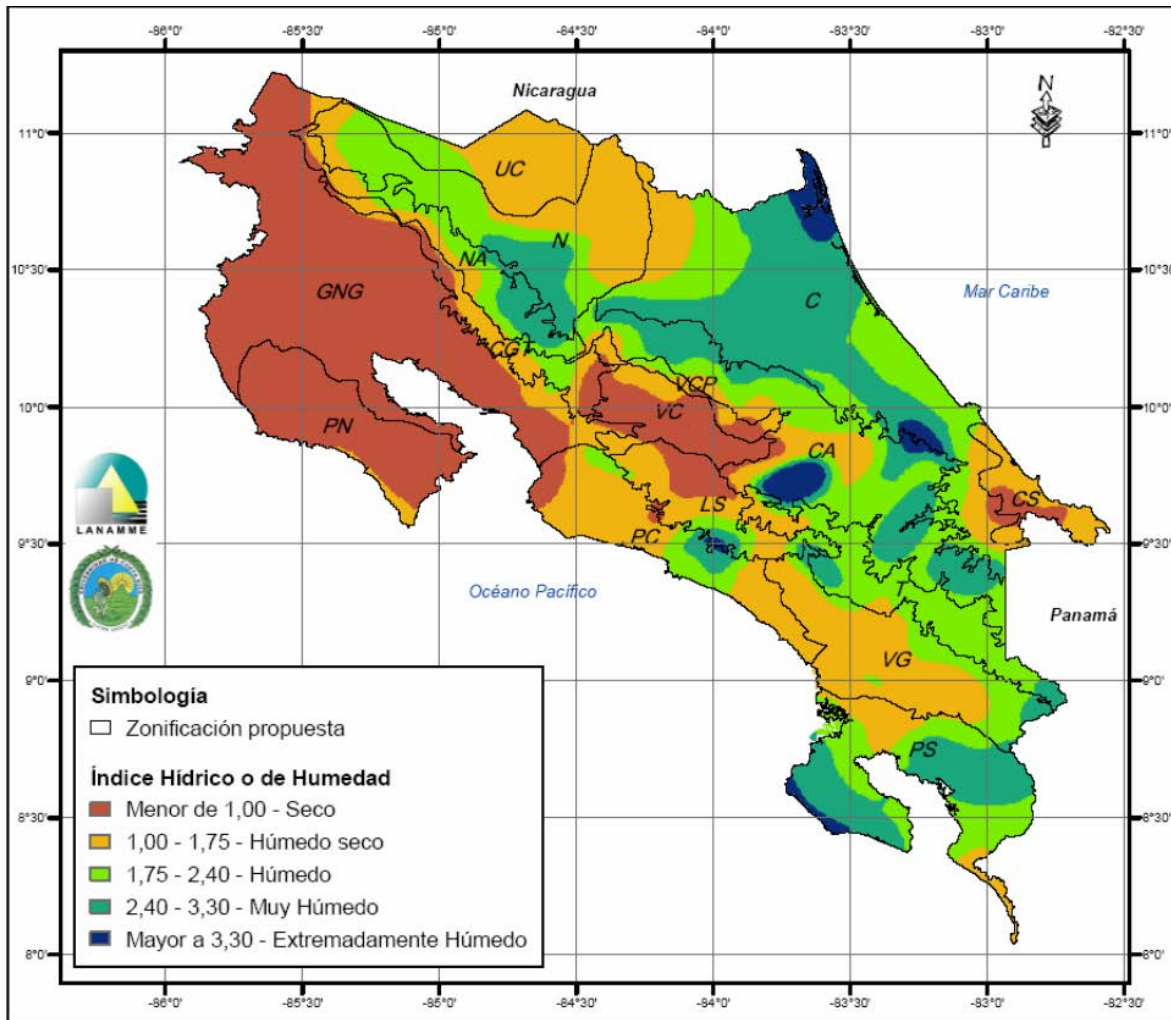 -86°0' -85°30' -85°0' -84°30' -84°0' -83°30' -83°0' -82°30'
Nicaragua
N
11°0' 11°0'
UC
10°30' N 10°30'
NA
GNG C Mar Caribe
CGT
VCP
10°0' VC 10°0'
PN
CA
LANAMME
LS CS
PC
9°30' 9°30'
Océano Pacífico T Panamá
VG
9°0' 9°0'
Simbología
Zonificación propuesta
PS
Índice Hídrico o de Humedad
Menor de 1,00 - Seco
8°30' 8°30'
1,00 - 1,75 - Húmedo seco
1,75 - 2,40 - Húmedo
2,40 - 3,30 - Muy Húmedo
Mayor a 3,30 - Extremadamente Húmedo
8°0' 8°0'
-86°0' -85°30' -85°0' -84°30' -84°0' -83°30' -83°0' -82°30'